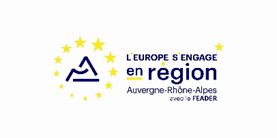 L'EUROPE S'ENGAGE
en région
Auvergne-Rhône-Alpes
avec le FEADER